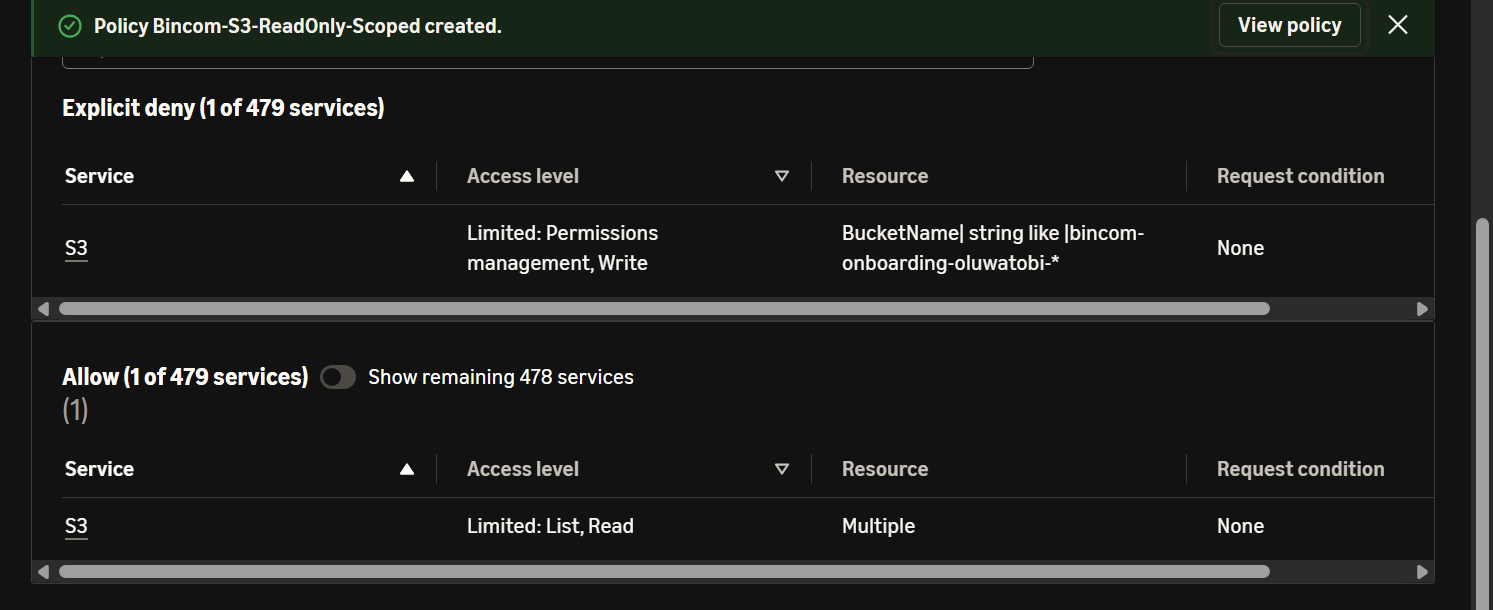 Policy Bincom-S3-ReadOnly-Scoped created.
View policy
Explicit deny (1 of 479 services)
Service Access level Resource Request condition
S3 Limited: Permissions management, Write BucketName| string like |bincom-onboarding-oluwatobi-* None
Allow (1 of 479 services) Show remaining 478 services
(1)
Service Access level Resource Request condition
S3 Limited: List, Read Multiple None